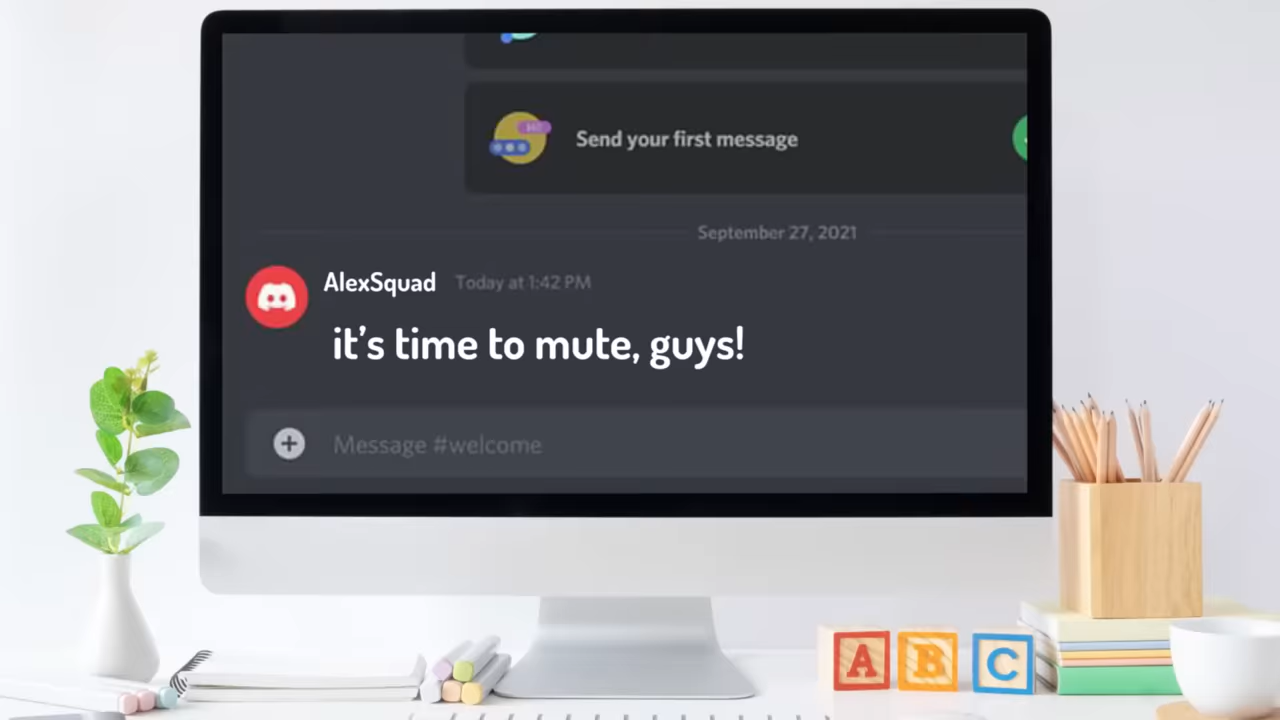 Send your first message
September 27, 2021
AlexSquad Today at 1:42 PM
it's time to mute, guys!
Message #welcome
A B C